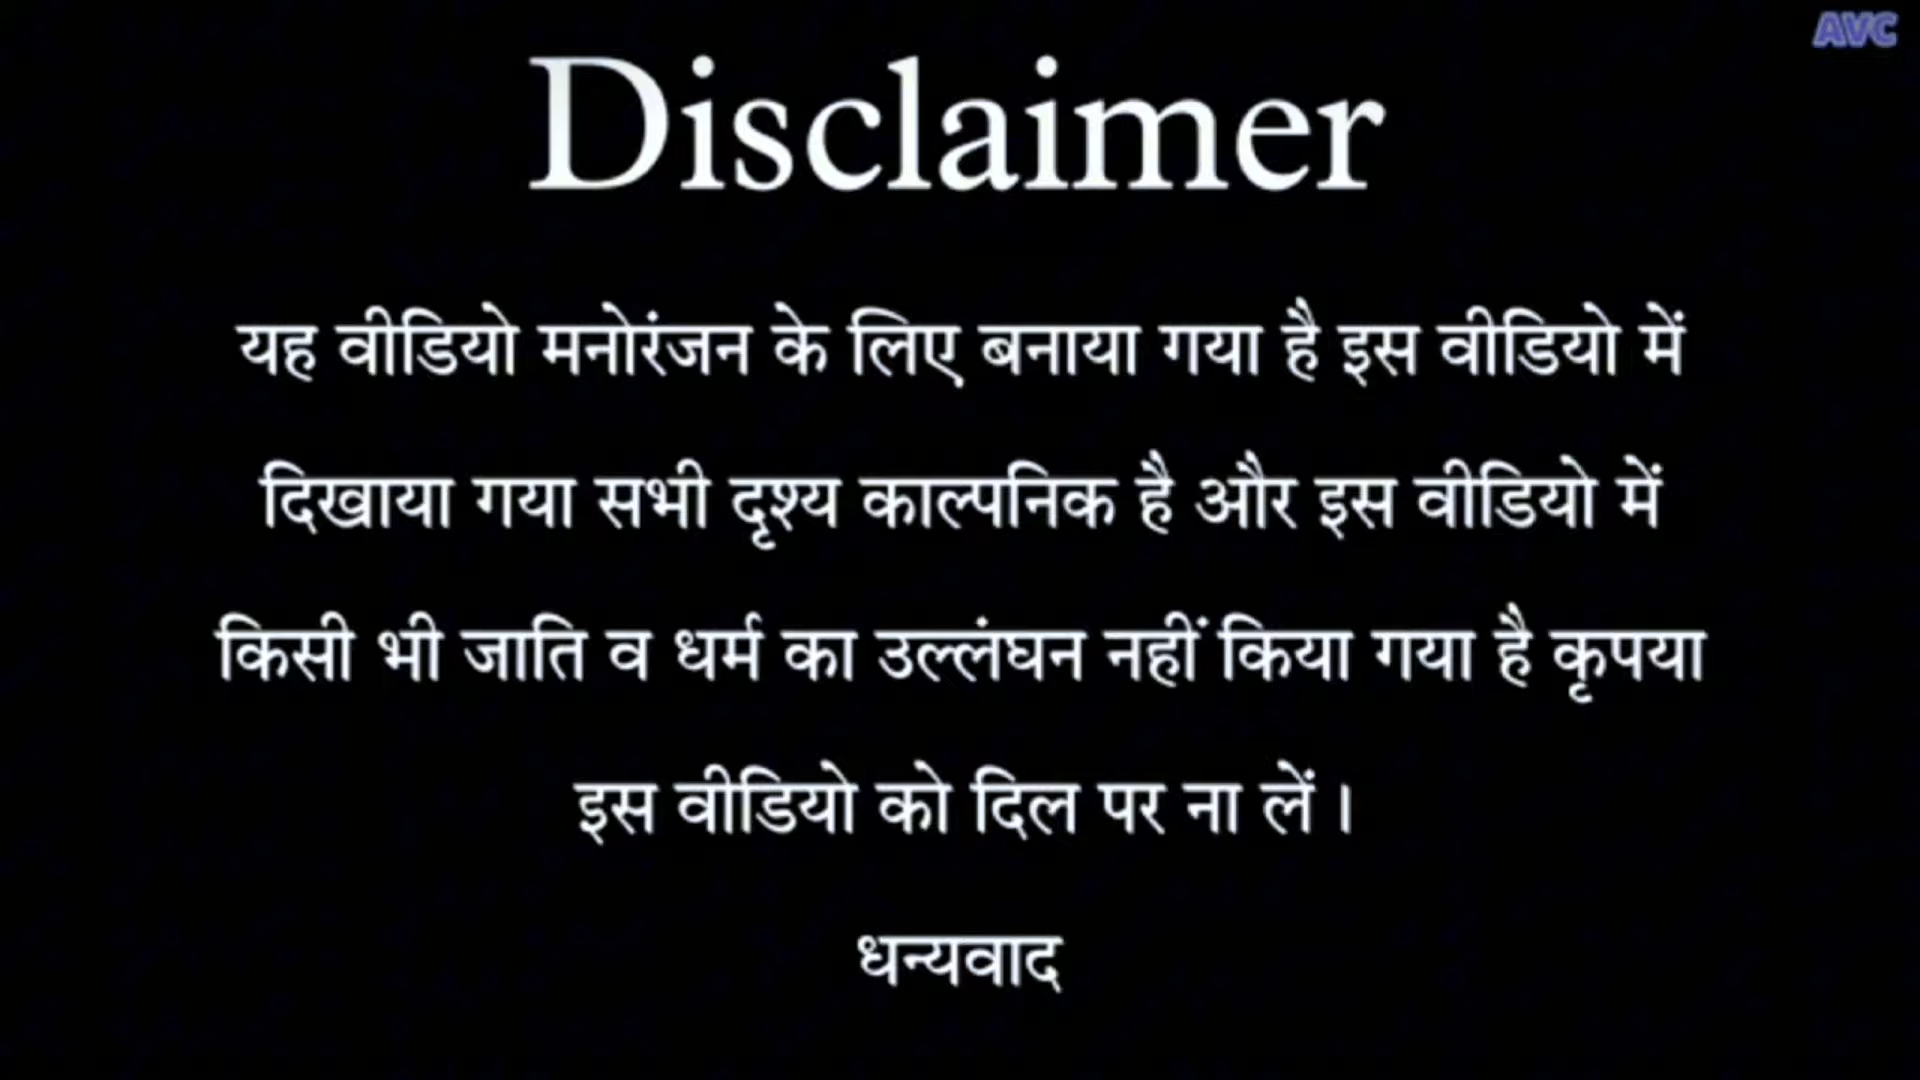 AVC
Disclaimer
यह वीडियो मनोरंजन के लिए बनाया गया है इस वीडियो में
दिखाया गया सभी दृश्य काल्पनिक है और इस वीडियो में
किसी भी जाति व धर्म का उल्लंघन नहीं किया गया है कृपया
इस वीडियो को दिल पर ना लें।
धन्यवाद